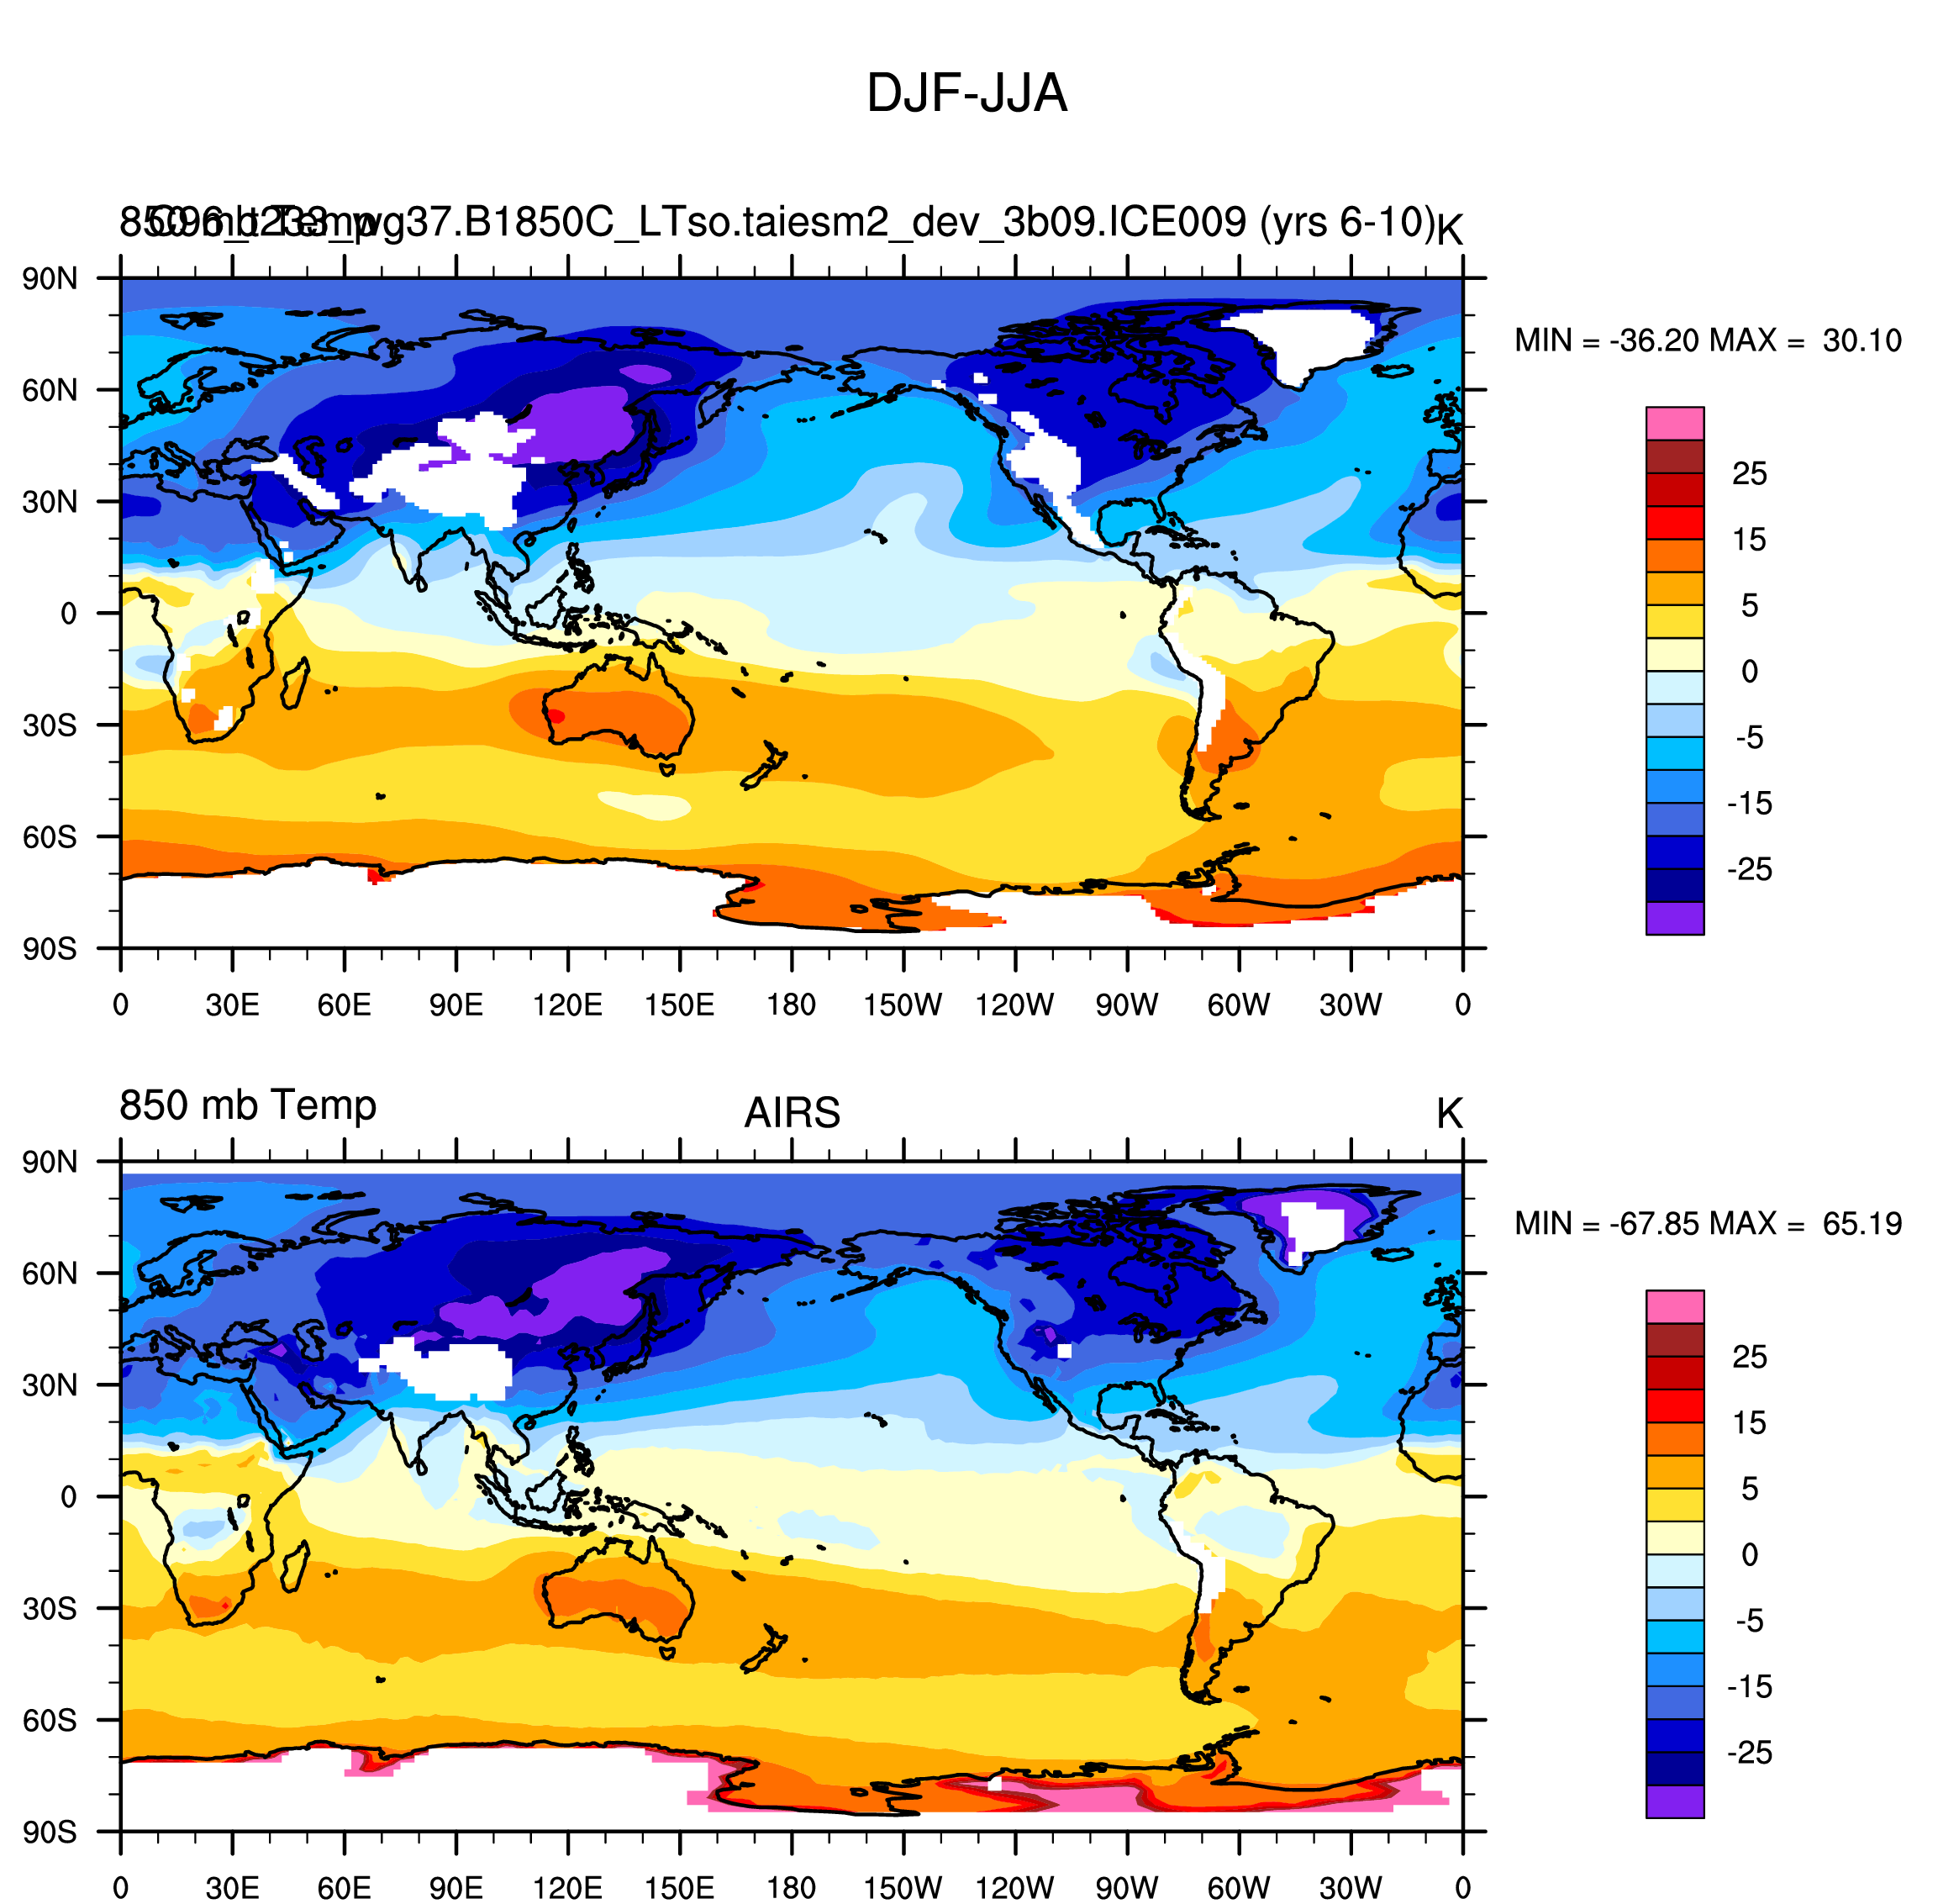 DJF-JJA
850 mb Temp C096_t233_wg37.B1850C_LTso.taiesm2_dev_3b09.ICE009 (yrs 6-10) K
90N
60N
30N
0
30S
60S
90S
0 30E 60E 90E 120E 150E 180 150W 120W 90W 60W 30W 0
MIN = -36.20 MAX = 30.10
25
15
5
0
-5
-15
-25
850 mb Temp AIRS K
90N
60N
30N
0
30S
60S
90S
0 30E 60E 90E 120E 150E 180 150W 120W 90W 60W 30W 0
MIN = -67.85 MAX = 65.19
25
15
5
0
-5
-15
-25